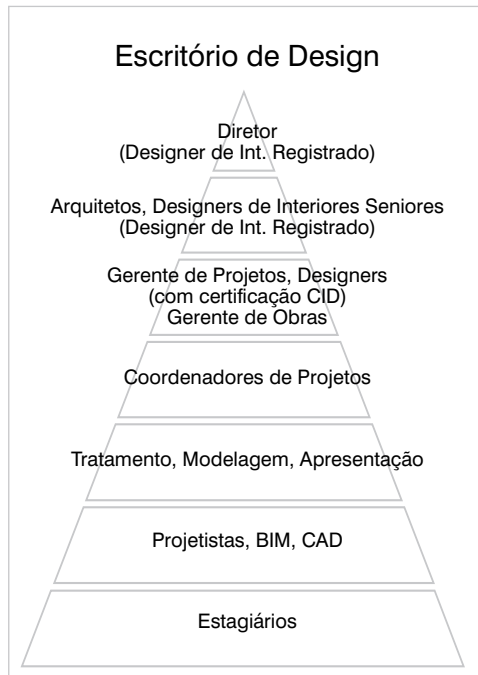 Escritório de Design
Diretor
(Designer de Int. Registrado)
Arquitetos, Designers de Interiores Seniores
(Designer de Int. Registrado)
Gerente de Projetos, Designers
(com certificação CID)
Gerente de Obras
Coordenadores de Projetos
Tratamento, Modelagem, Apresentação
Projetistas, BIM, CAD
Estagiários